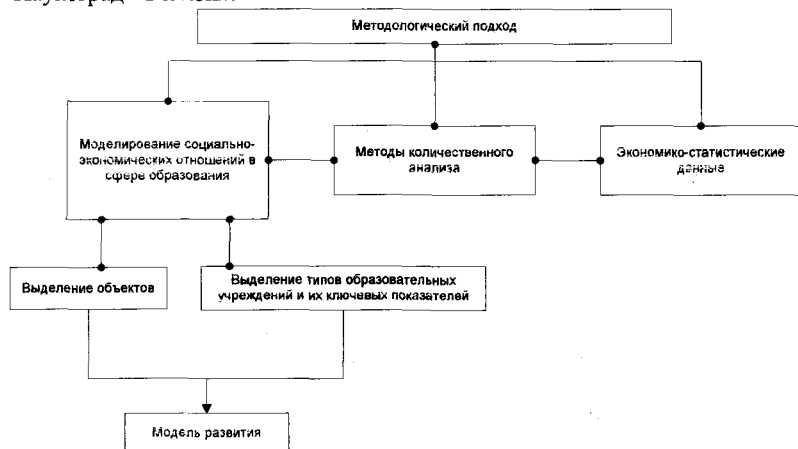 Методологический подход
Моделирование социально-
экономических отношений в
сфере образования
Методы количественного
анализа
Экономико-статистические
данные
Выделение объектов
Выделение типов образовательных
учреждений и их ключевых показателей
Модель развития